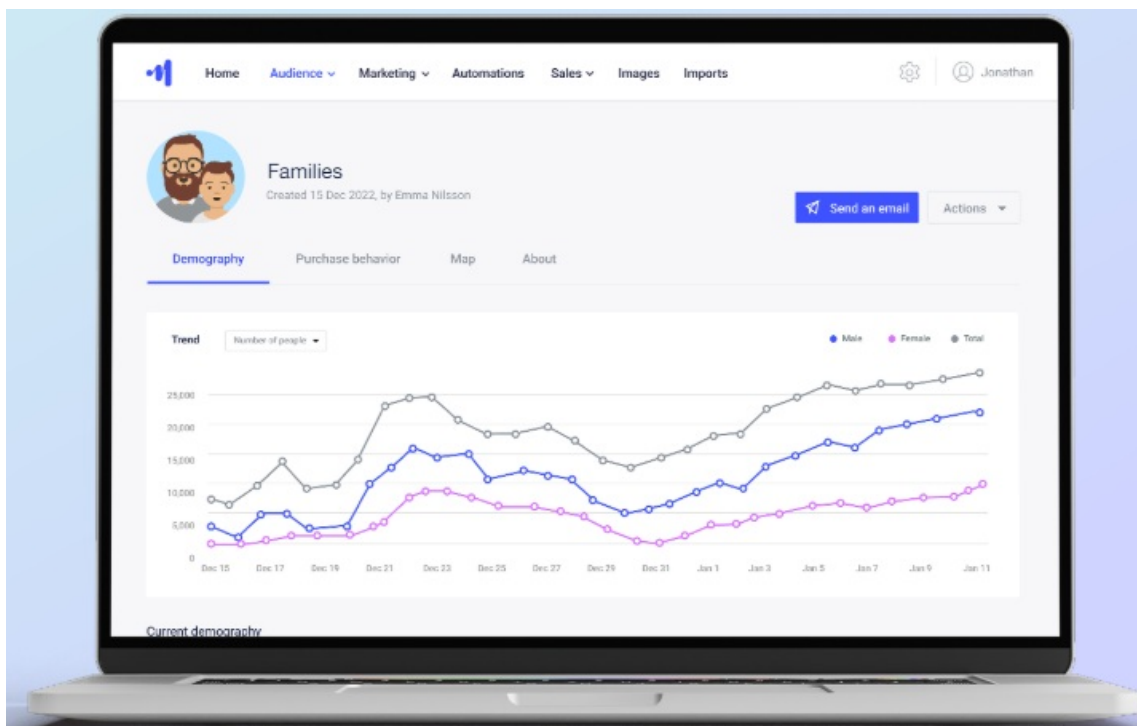 Home Audience Marketing Automations Sales Images Imports Jonathan
Families
Created 15 Dec 2022, by Emma Nilsson
Send an email Actions
Demography Purchase behavior Map About
Trend Number of people Male Female Total
25,000
20,000
15,000
10,000
5,000
0
Dec 15 Dec 17 Dec 19 Dec 21 Dec 23 Dec 25 Dec 27 Dec 29 Dec 31 Jan 1 Jan 3 Jan 5 Jan 7 Jan 9 Jan 11
Current demography